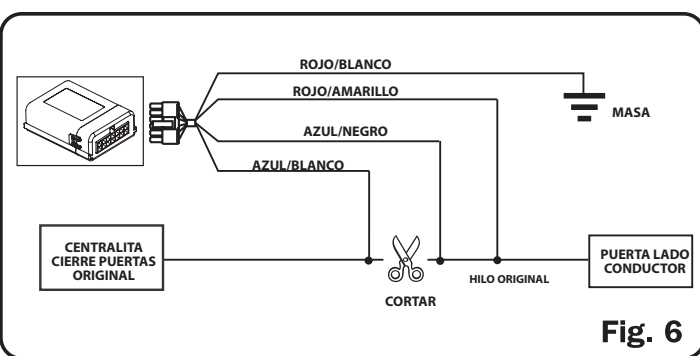 ROJO/BLANCO
ROJO/AMARILLO
MASA
AZUL/NEGRO
AZUL/BLANCO
CENTRALITA
CIERRE PUERTAS
ORIGINAL
CORTAR
HILO ORIGINAL
PUERTA LADO
CONDUCTOR
Fig. 6